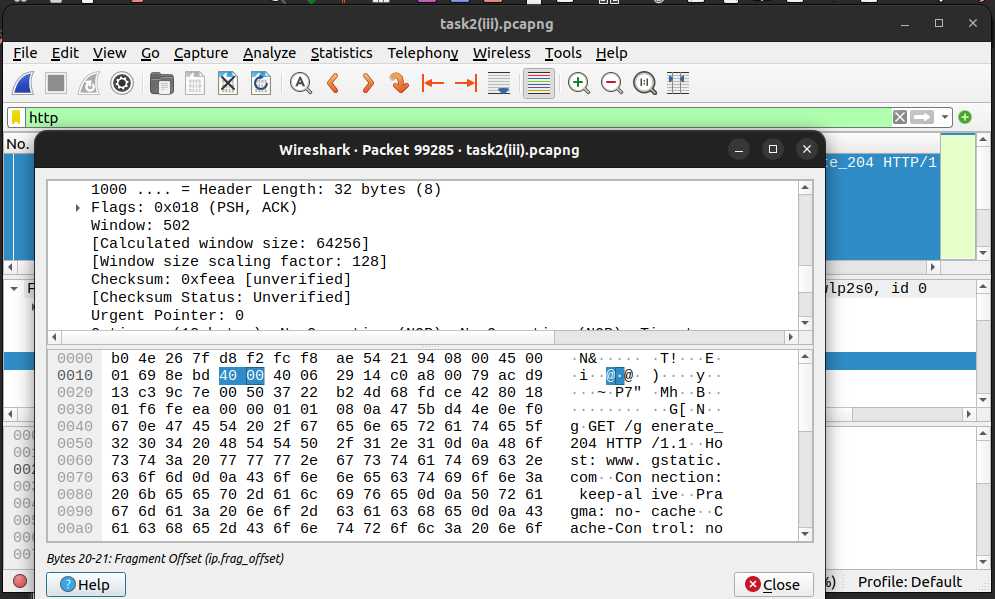 task2(iii).pcapng
File Edit View Go Capture Analyze Statistics Telephony Wireless Tools Help
http
No.
te_204 HTTP/1
Wireshark · Packet 99285 · task2(iii).pcapng
1000 .... = Header Length: 32 bytes (8)
Flags: 0x018 (PSH, ACK)
Window: 502
[Calculated window size: 64256]
[Window size scaling factor: 128]
Checksum: 0xfeea [unverified]
[Checksum Status: Unverified]
Urgent Pointer: 0
wlp2s0, id 0
0000 b0 4e 26 7f d8 f2 fc f8 ae 54 21 94 08 00 45 00 ·N&····· ·T!···E·
0010 01 69 8e bd 40 00 40 06 29 14 c0 a8 00 79 ac d9 ·i··@·@· )····y··
0020 13 c3 9c 7e 00 50 37 22 b2 4d 68 fd ce 42 80 18 ···~·P7" ·Mh··B··
0030 01 f6 fe ea 00 00 01 01 08 0a 47 5b d4 4e 0e f0 ········ ··G[·N··
0040 67 0e 47 45 54 20 2f 67 65 6e 65 72 61 74 65 5f g·GET /g enerate_
0050 32 30 34 20 48 54 54 50 2f 31 2e 31 0d 0a 48 6f 204 HTTP /1.1··Ho
0060 73 74 3a 20 77 77 77 2e 67 73 74 61 74 69 63 2e st: www. gstatic.
0070 63 6f 6d 0d 0a 43 6f 6e 6e 65 63 74 69 6f 6e 3a com··Con nection:
0080 20 6b 65 65 70 2d 61 6c 69 76 65 0d 0a 50 72 61 keep-al ive··Pra
0090 67 6d 61 3a 20 6e 6f 2d 63 61 63 68 65 0d 0a 43 gma: no- cache··C
00a0 61 63 68 65 2d 43 6f 6e 74 72 6f 6c 3a 20 6e 6f ache-Con trol: no
Bytes 20-21: Fragment Offset (ip.frag_offset)
Help
Close
%)
Profile: Default